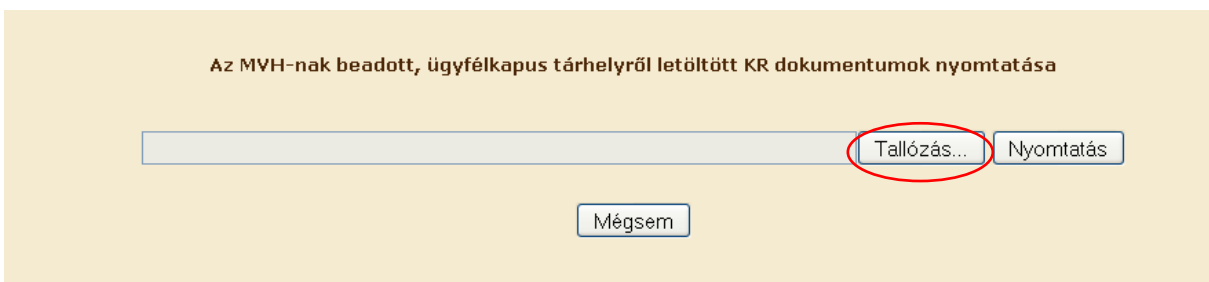 Az MVH-nak beadott, ügyfélkapus tárhelyről letöltött KR dokumentumok nyomtatása
Tallózás... Nyomtatás
Mégsem